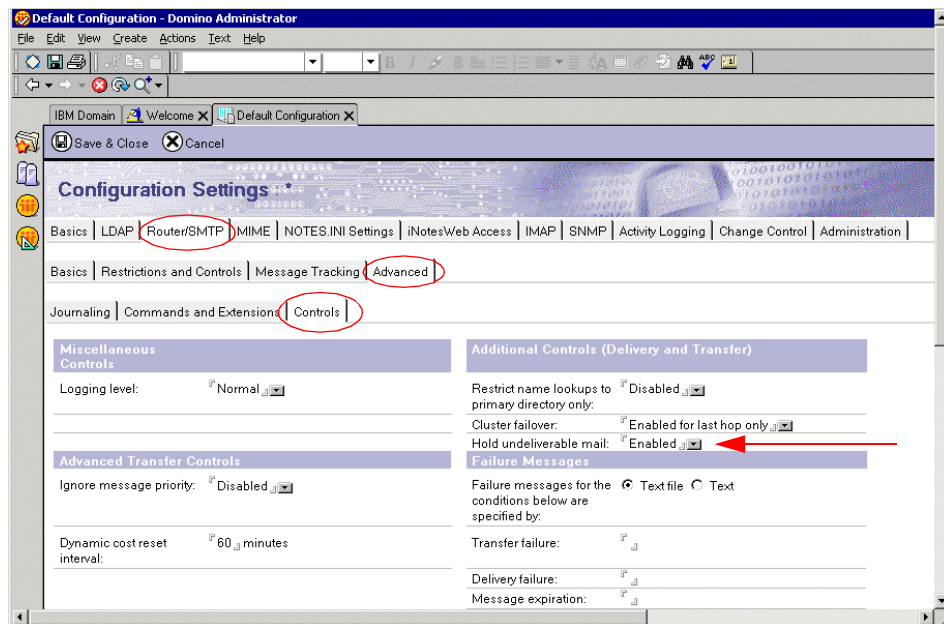 Default Configuration - Domino Administrator
File Edit View Create Actions Text Help
B I
ABC
IBM Domain Welcome Default Configuration
Save & Close Cancel
Configuration Settings : *
Basics LDAP Router/SMTP MIME NOTES.INI Settings iNotesWeb Access IMAP SNMP Activity Logging Change Control Administration
Basics Restrictions and Controls Message Tracking Advanced
Journaling Commands and Extensions Controls
Miscellaneous Controls
Logging level: Normal
Additional Controls (Delivery and Transfer)
Restrict name lookups to primary directory only: Disabled
Cluster failover: Enabled for last hop only
Hold undeliverable mail: Enabled
Advanced Transfer Controls
Ignore message priority: Disabled
Dynamic cost reset interval: 60 minutes
Failure Messages
Failure messages for the conditions below are specified by: Text file Text
Transfer failure:
Delivery failure:
Message expiration: